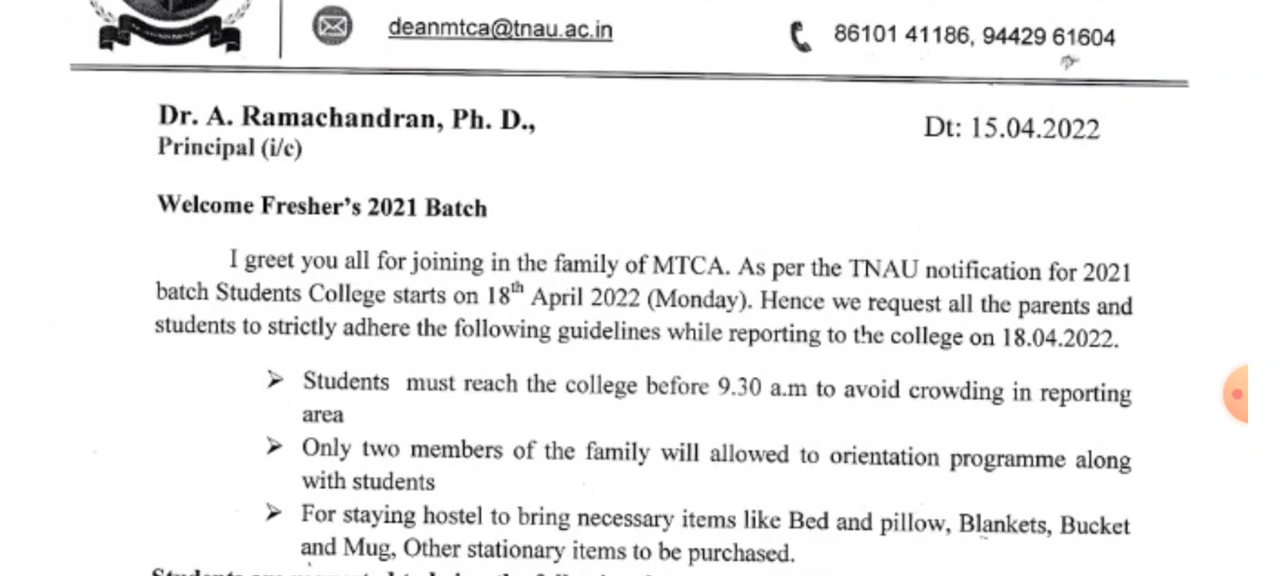 deanmtca@tnau.ac.in
86101 41186, 94429 61604
Dr. A. Ramachandran, Ph. D.,
Dt: 15.04.2022
Principal (i/c)
Welcome Fresher's 2021 Batch
I greet you all for joining in the family of MTCA. As per the TNAU notification for 2021
batch Students College starts on 18th April 2022 (Monday). Hence we request all the parents and
students to strictly adhere the following guidelines while reporting to the college on 18.04.2022.
➢ Students must reach the college before 9.30 a.m to avoid crowding in reporting
area
➢ Only two members of the family will allowed to orientation programme along
with students
➢ For staying hostel to bring necessary items like Bed and pillow, Blankets, Bucket
and Mug, Other stationary items to be purchased.